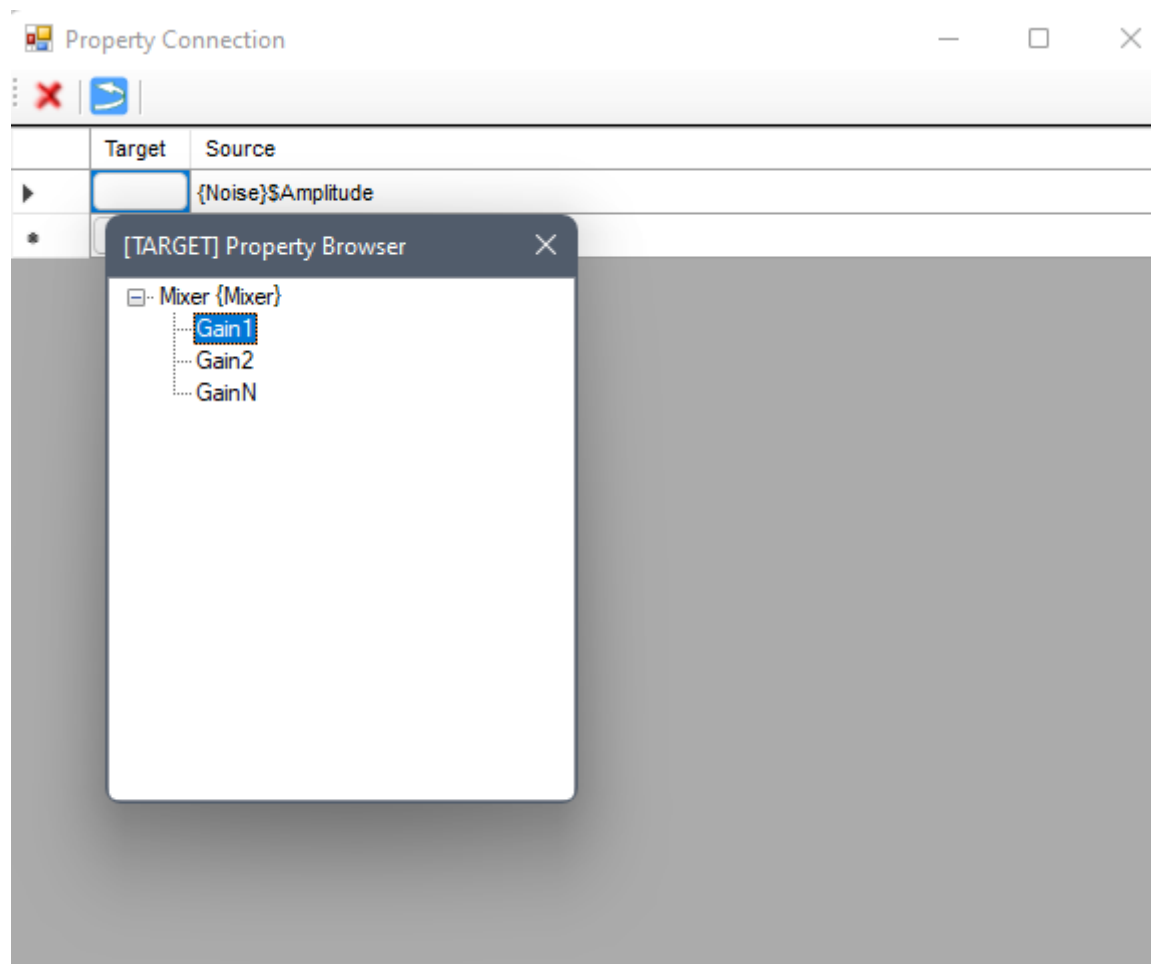 Property Connection
Target Source
{Noise}$Amplitude
[TARGET] Property Browser
Mixer {Mixer}
Gain1
Gain2
GainN